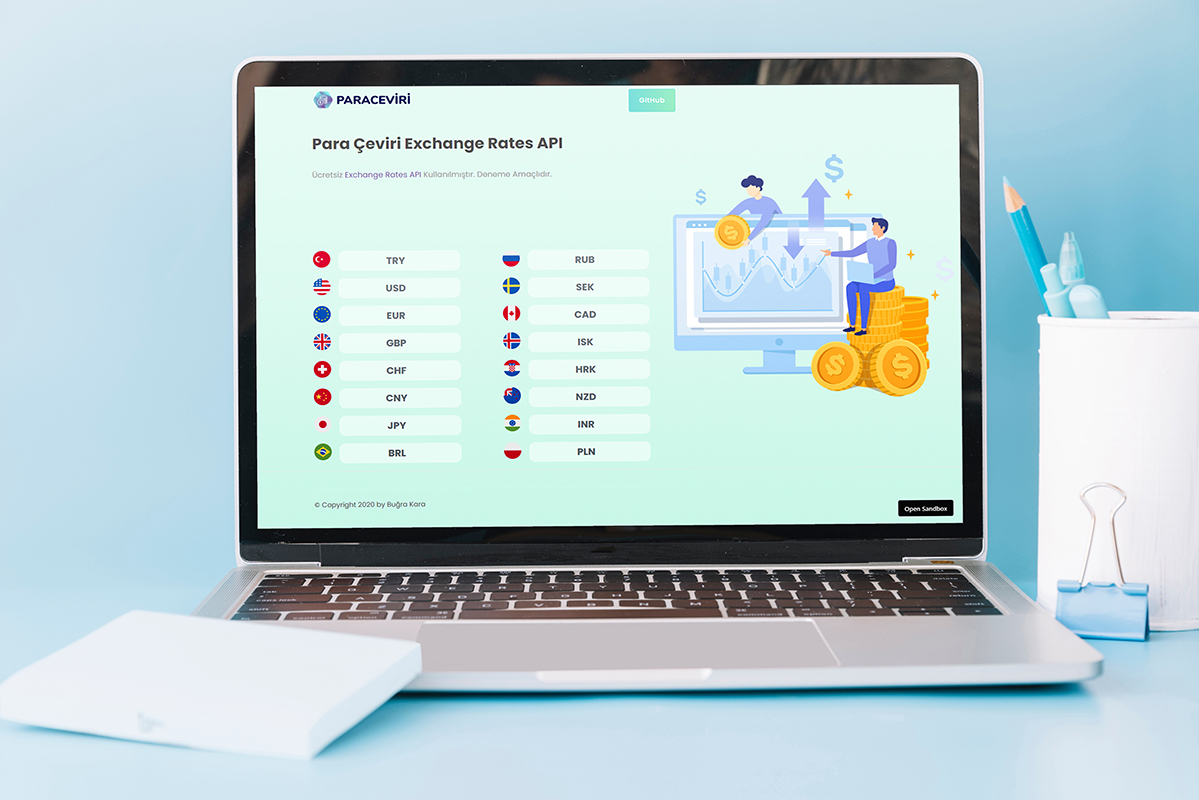 PARACEVİRİ
GitHub
Para Çeviri Exchange Rates API
Ücretsiz Exchange Rates API Kullanılmıştır. Deneme Amaçlıdır.
TRY
USD
EUR
GBP
CHF
CNY
JPY
BRL
RUB
SEK
CAD
ISK
HRK
NZD
INR
PLN
© Copyright 2020 by Buğra Kara
Open Sandbox